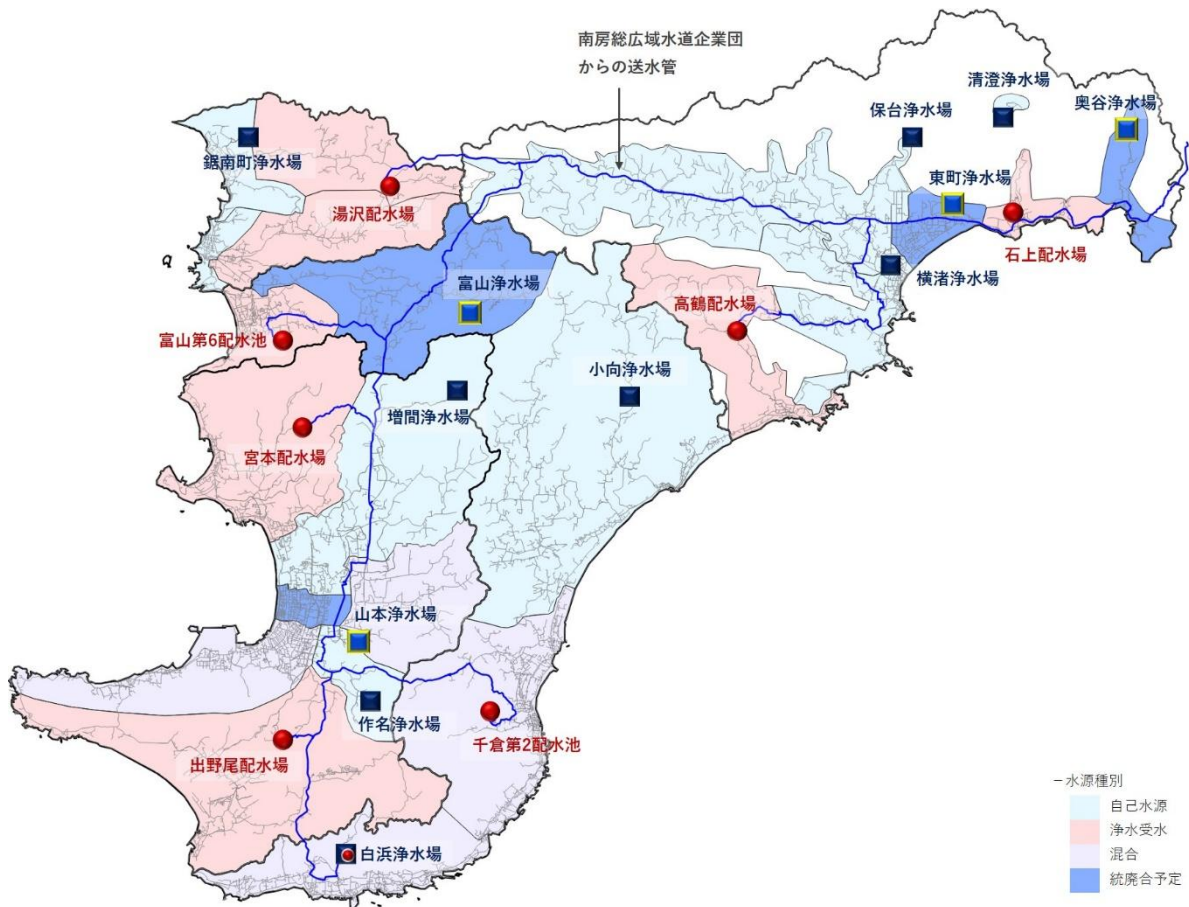 南房総広域水道企業団
からの送水管
清澄浄水場
保台浄水場
奥谷浄水場
鋸南町浄水場
東町浄水場
湯沢配水場
石上配水場
横渚浄水場
富山浄水場
高鶴配水場
富山第6配水池
小向浄水場
増間浄水場
宮本配水場
山本浄水場
作名浄水場
千倉第2配水池
出野尾配水場
白浜浄水場
－水源種別
自己水源
浄水受水
混合
統廃合予定